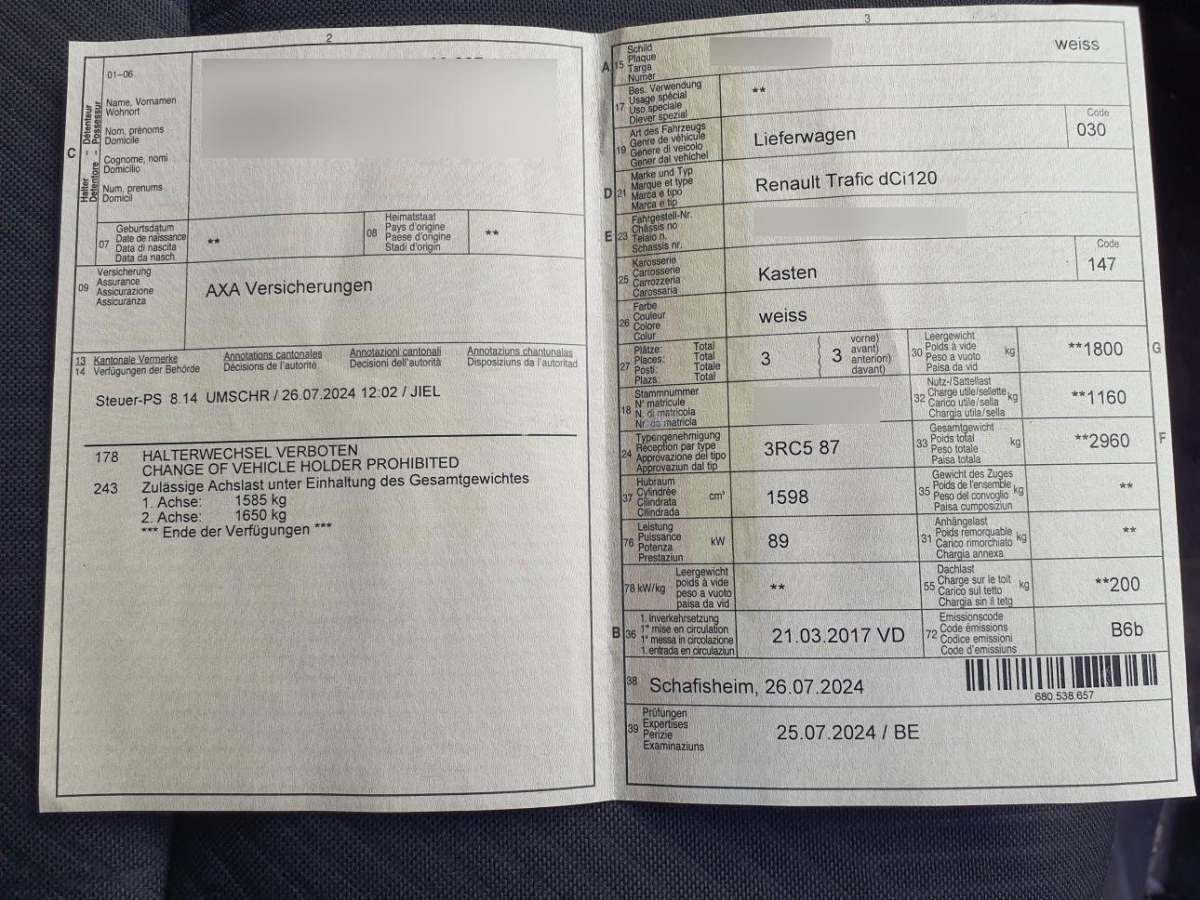 2
01–06
Name, Vornamen
Wohnort
Nom, prénoms
Domicile
Cognome, nomi
Domicilio
Num, prenums
Domicil
C
Halter – Détenteur
Detentore – Possessur
07
Geburtsdatum
Date de naissance
Data di nascita
Data da nasch.
**
08
Heimatstaat
Pays d'origine
Paese d'origine
Stadi d'origin
**
09
Versicherung
Assurance
Assicurazione
Assicuranza
AXA Versicherungen
13 Kantonale Vermerke
14 Verfügungen der Behörde
Annotations cantonales
Décisions de l'autorité
Annotazioni cantonali
Decisioni dell'autorità
Annotaziuns chantunalas
Disposiziuns da l'autoritad
Steuer-PS 8.14 UMSCHR / 26.07.2024 12:02 / JIEL
178 HALTERWECHSEL VERBOTEN
CHANGE OF VEHICLE HOLDER PROHIBITED
243 Zulässige Achslast unter Einhaltung des Gesamtgewichtes
1. Achse: 1585 kg
2. Achse: 1650 kg
*** Ende der Verfügungen ***
3
A 15
Schild
Plaque
Targa
Numer
weiss
17
Bes. Verwendung
Usage spécial
Uso speciale
Diever spezial
**
19
Art des Fahrzeugs
Genre de véhicule
Genere di veicolo
Gener dal vehichel
Lieferwagen
Code
030
D 21
Marke und Typ
Marque et type
Marca e tipo
Marca e tip
Renault Trafic dCi120
E 23
Fahrgestell-Nr.
Châssis no
Telaio n.
Schassis nr.
25
Karosserie
Carrosserie
Carrozzeria
Carossaria
Kasten
Code
147
26
Farbe
Couleur
Colore
Colur
weiss
27
Plätze: Total
Places: Total
Posti: Totale
Plazs: Total
3
3
vorne)
avant)
anteriori)
davant)
30
Leergewicht
Poids à vide
Peso a vuoto
Paisa da vid
kg
**1800
G
18
Stammnummer
N° matricule
N. di matricola
Nr. da matricla
32
Nutz-/Sattellast
Charge utile/sellette
Carico utile/sella
Chargia utila/sella
kg
**1160
24
Typengenehmigung
Réception par type
Approvazione del tipo
Approvaziun dal tip
3RC5 87
33
Gesamtgewicht
Poids total
Peso totale
Paisa totala
kg
**2960
F
37
Hubraum
Cylindrée
Cilindrata
Cilindrada
cm³
1598
35
Gewicht des Zuges
Poids de l'ensemble
Peso del convoglio
Paisa cumposiziun
kg
**
76
Leistung
Puissance
Potenza
Prestaziun
kW
89
31
Anhängelast
Poids remorquable
Carico rimorchiato
Chargia annexa
kg
**
78 kW/kg
Leergewicht
poids à vide
peso a vuoto
paisa da vid
**
55
Dachlast
Charge sur le toit
Carico sul tetto
Chargia sin il tetg
kg
**200
B 36
1. Inverkehrsetzung
1re mise en circulation
1a messa in circolazione
1. entrada en circulaziun
21.03.2017 VD
72
Emissionscode
Code émissions
Codice emissioni
Code d'emissiuns
B6b
38
Schafisheim, 26.07.2024
680.538.657
39
Prüfungen
Expertises
Perizie
Examinaziuns
25.07.2024 / BE